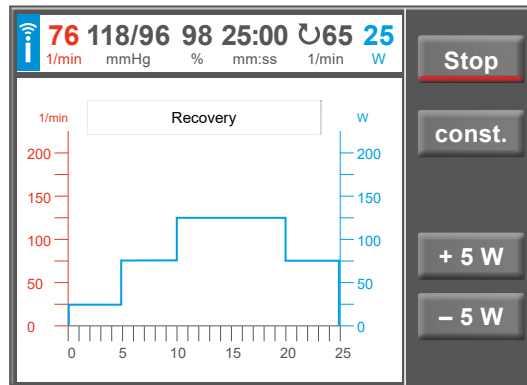 76 118/96 98 25:00 ↻65 25
1/min mmHg % mm:ss 1/min W
Stop
1/min Recovery W
const.
200 200
150 150
100 100
+ 5 W
50 50
– 5 W
0 0
0 5 10 15 20 25